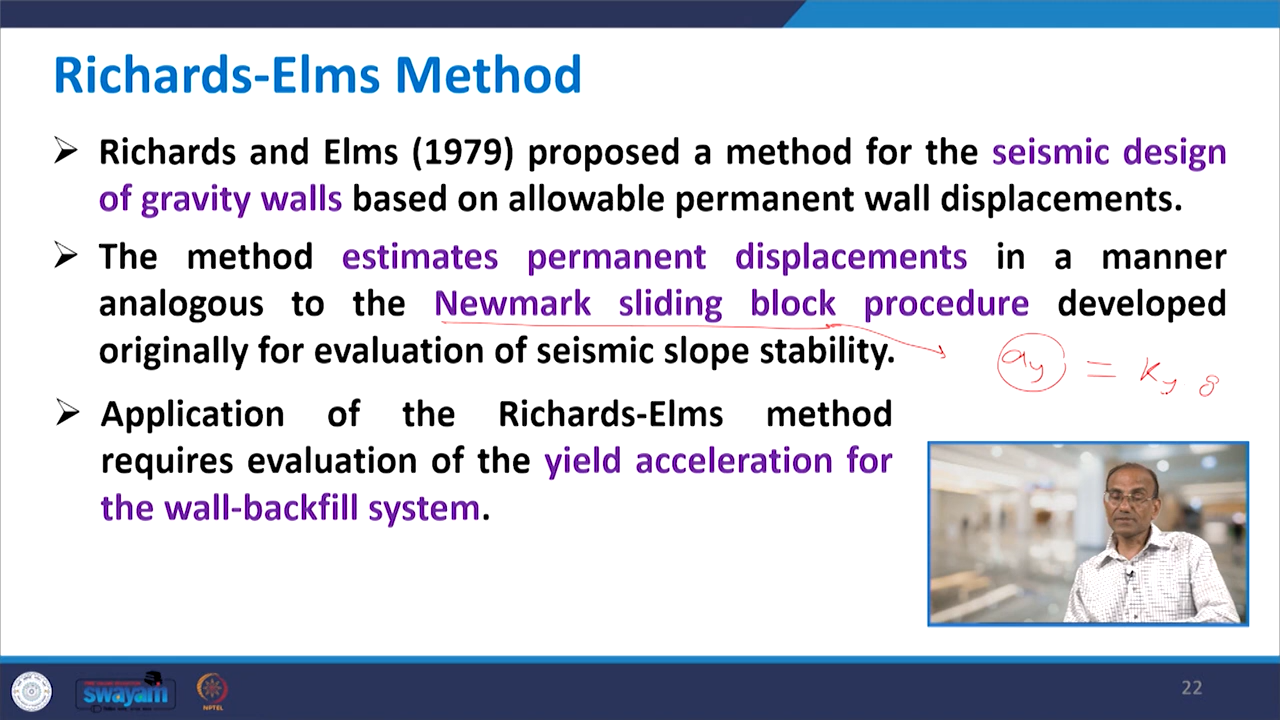 Richards-Elms Method
➢ Richards and Elms (1979) proposed a method for the seismic design
of gravity walls based on allowable permanent wall displacements.
➢ The method estimates permanent displacements in a manner
analogous to the Newmark sliding block procedure developed
originally for evaluation of seismic slope stability.
ay = Ky g
➢ Application of the Richards-Elms method
requires evaluation of the yield acceleration for
the wall-backfill system.
swayam
NPTEL
22